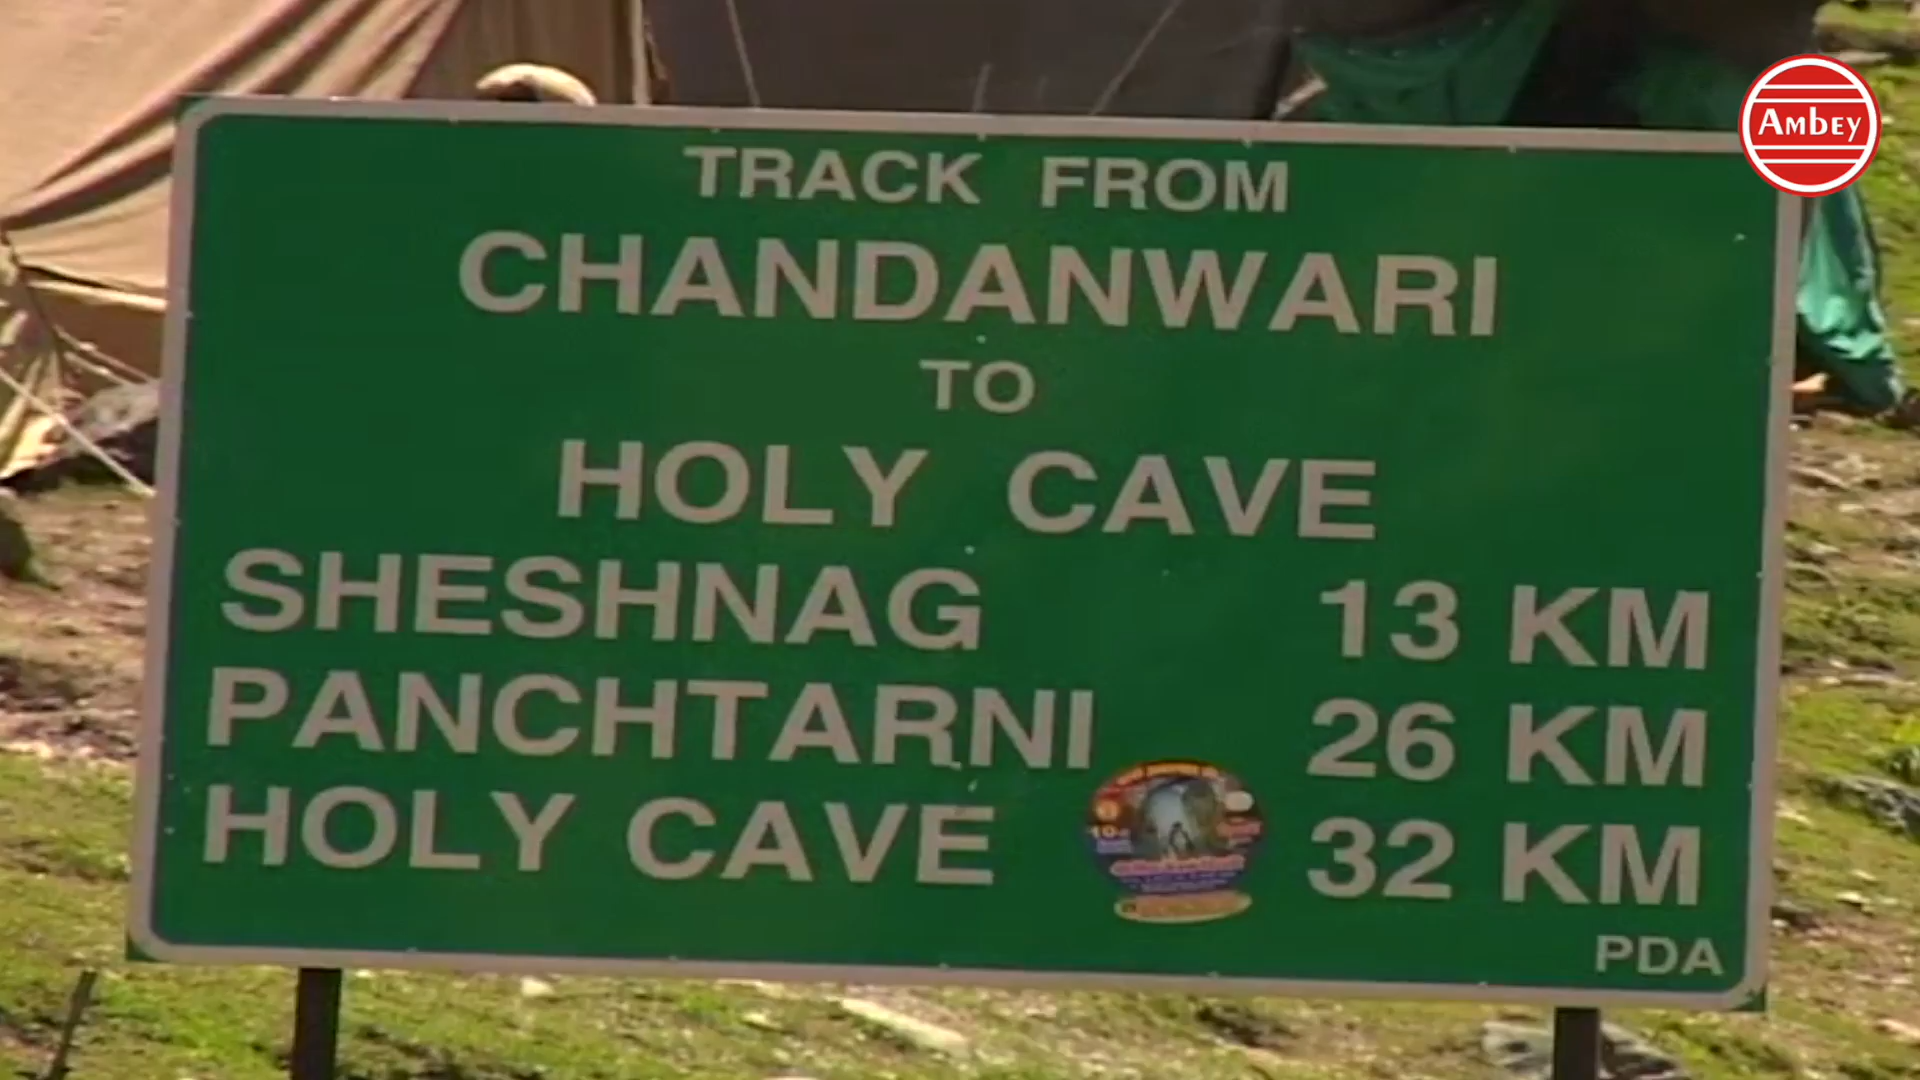 AMBEY
TRACK FROM
CHANDANWARI
TO
HOLY CAVE
SHESHNAG 13 KM
PANCHTARNI 26 KM
HOLY CAVE 32 KM
PDA